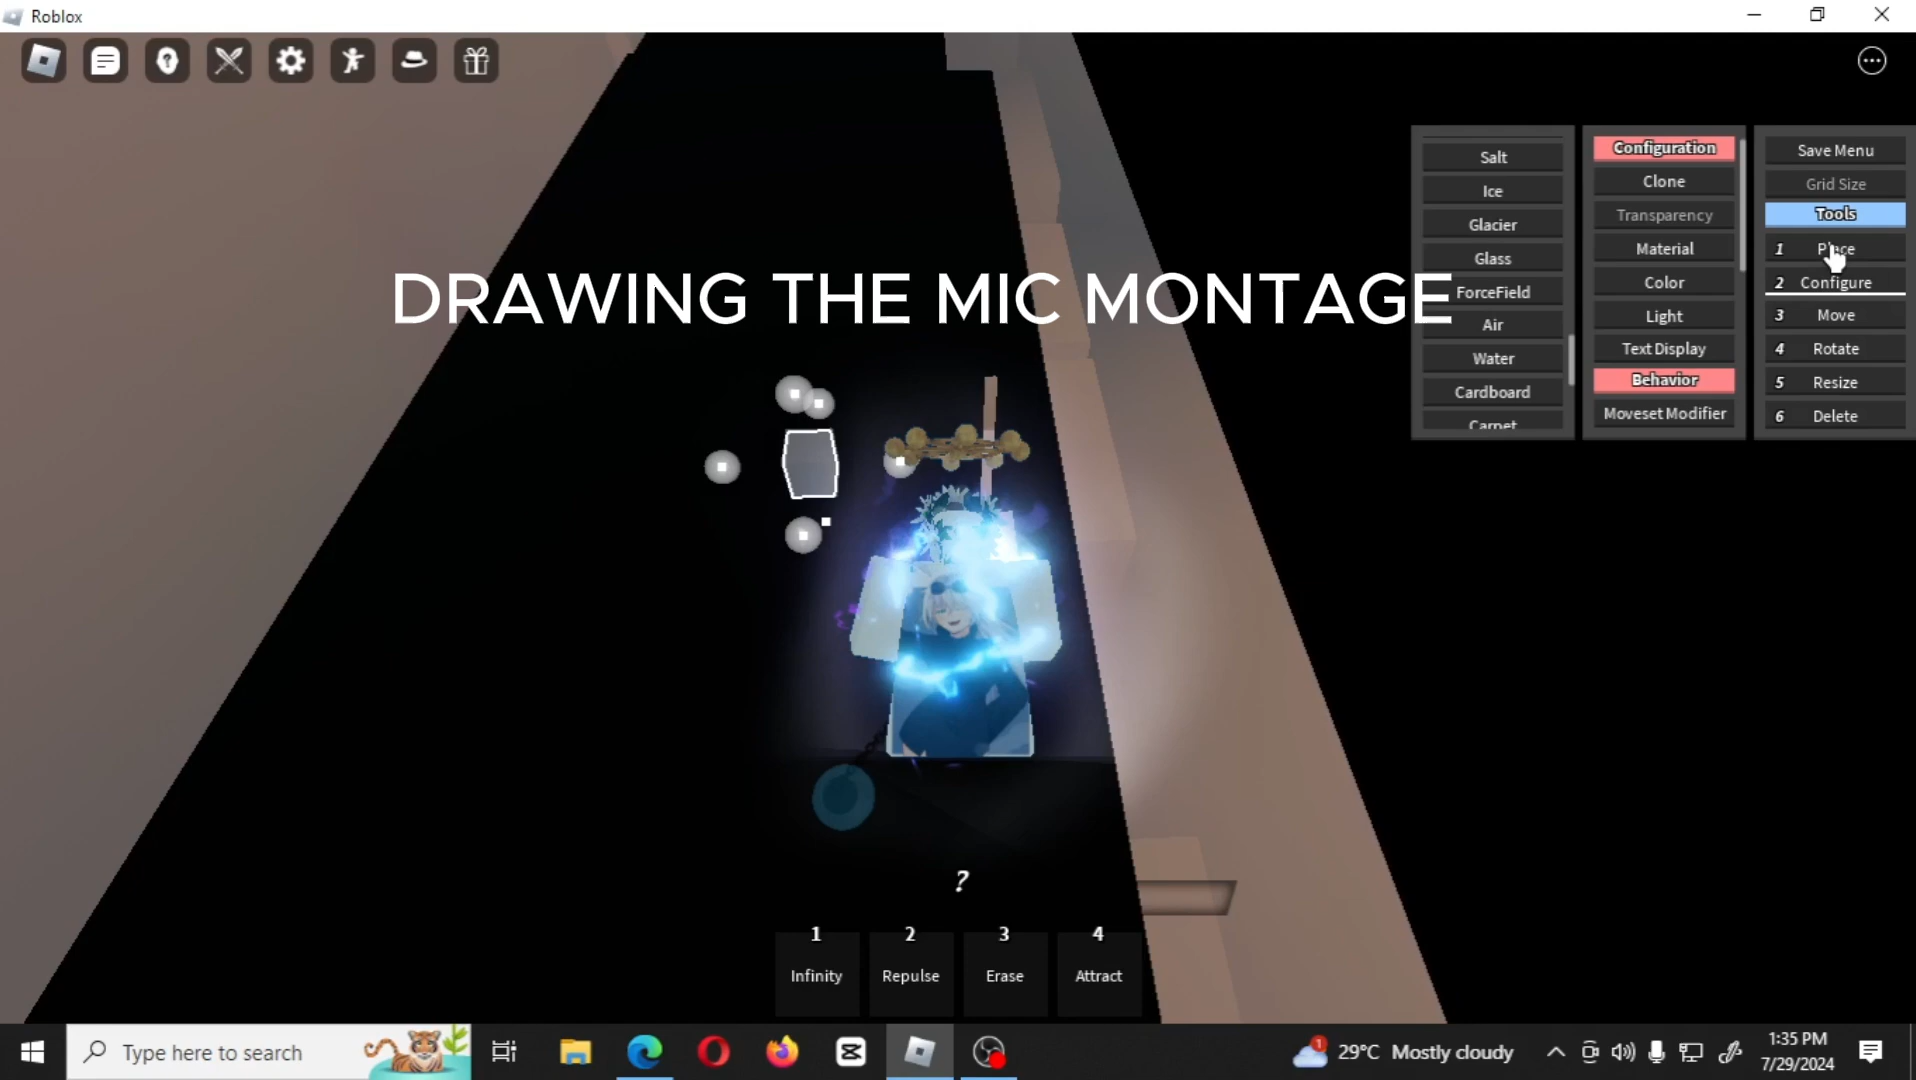 Roblox
Salt
Ice
Glacier
Glass
ForceField
Air
Water
Cardboard
Carpet
Configuration
Clone
Transparency
Material
Color
Light
Text Display
Behavior
Moveset Modifier
Save Menu
Grid Size
Tools
1 Place
2 Configure
3 Move
4 Rotate
5 Resize
6 Delete
DRAWING THE MIC MONTAGE
?
1 2 3 4
Infinity Repulse Erase Attract
Type here to search
1
29°C Mostly cloudy
1:35 PM
7/29/2024